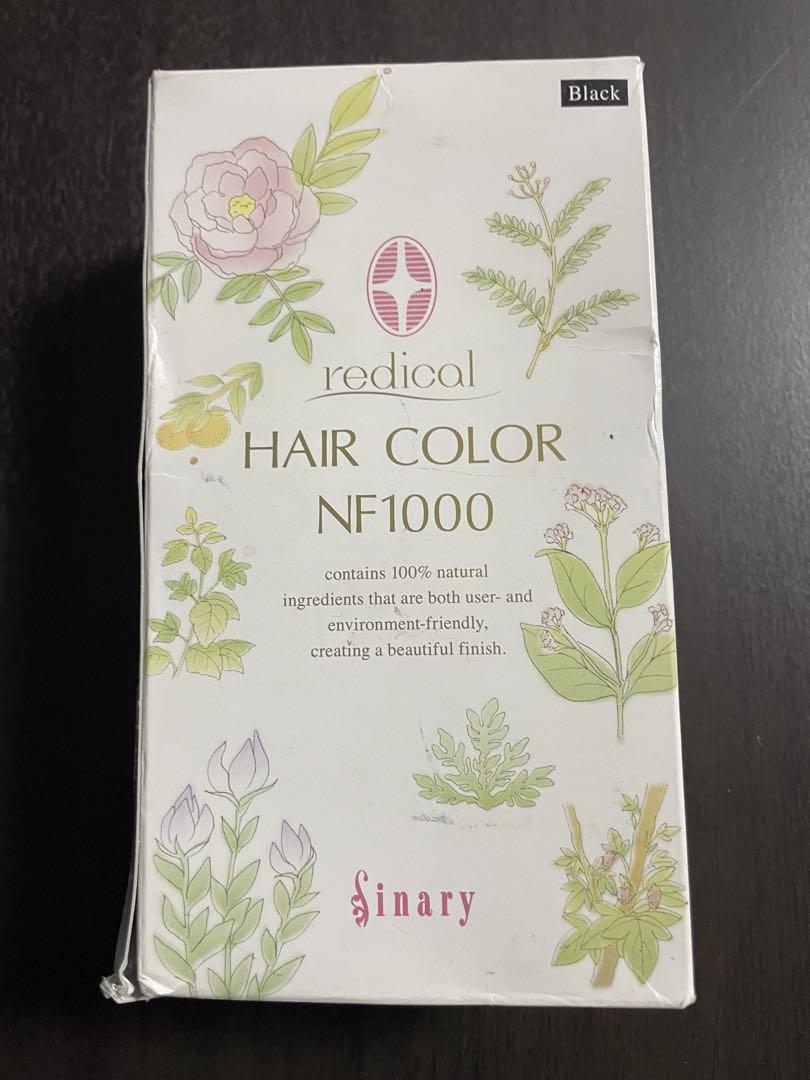 Black
redical
HAIR COLOR
NF1000
contains 100% natural
ingredients that are both user- and
environment-friendly,
creating a beautiful finish.
Sinary